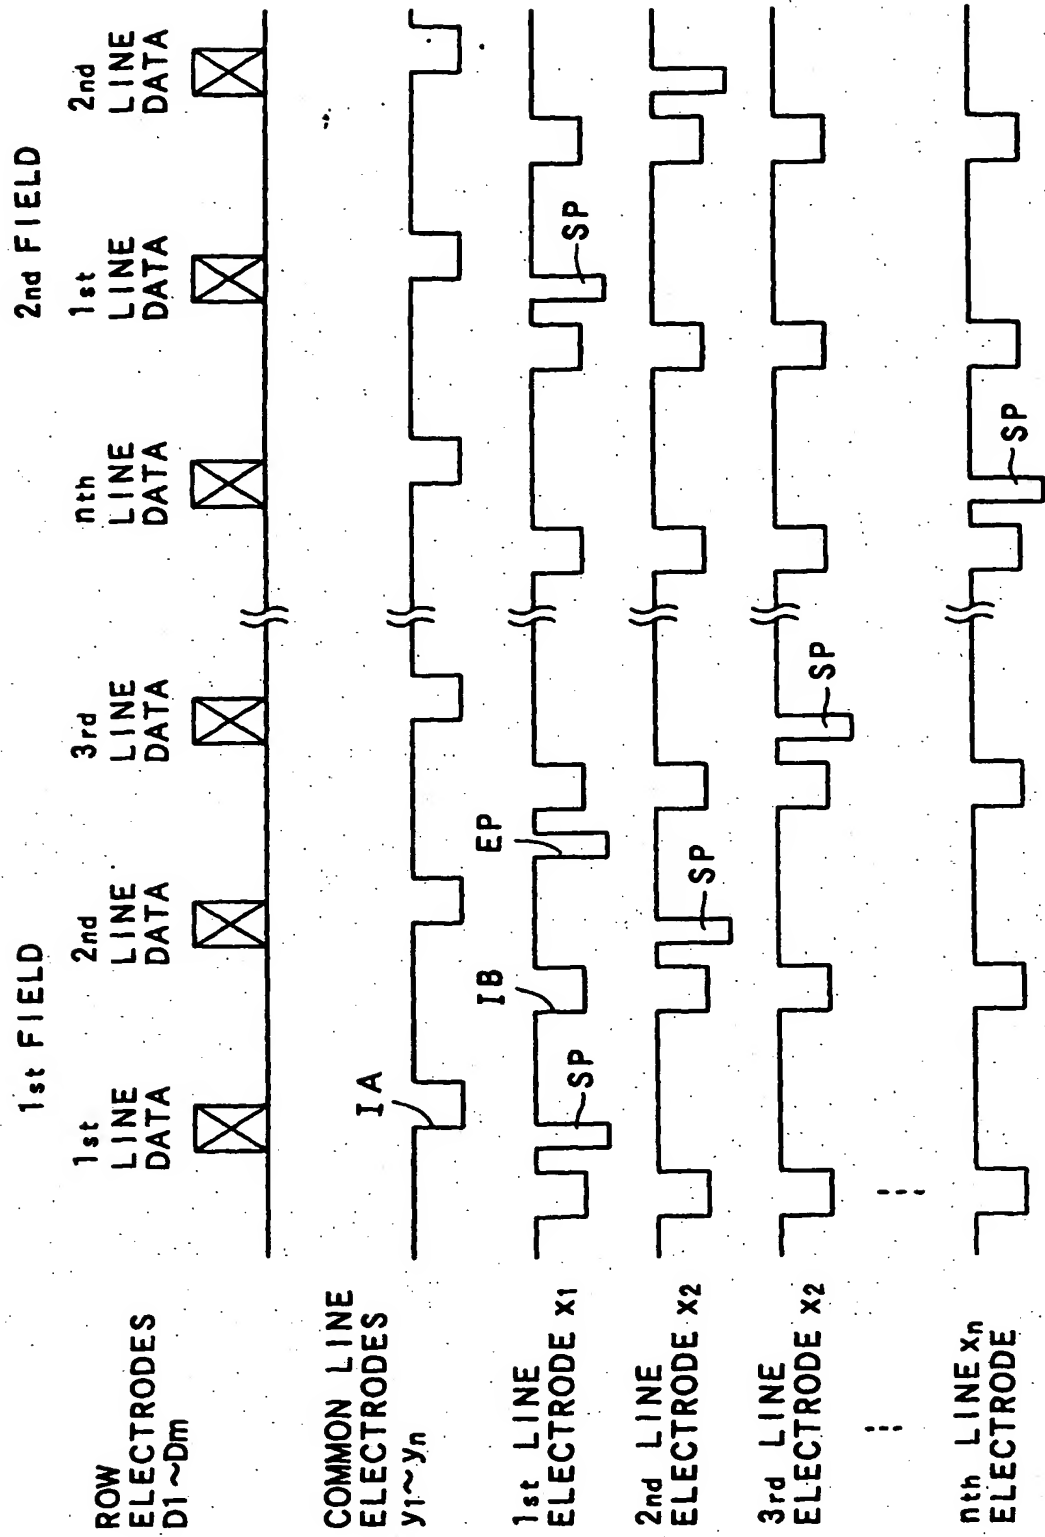 1st FIELD
2nd FIELD
ROW
ELECTRODES
D1~Dm
1st
LINE
DATA
2nd
LINE
DATA
3rd
LINE
DATA
nth
LINE
DATA
1st
LINE
DATA
2nd
LINE
DATA
COMMON LINE
ELECTRODES
y1~yn
IA
1st LINE
ELECTRODE x1
SP
IB
EP
SP
2nd LINE
ELECTRODE x2
SP
3rd LINE
ELECTRODE x2
SP
nth LINE xn
ELECTRODE
SP